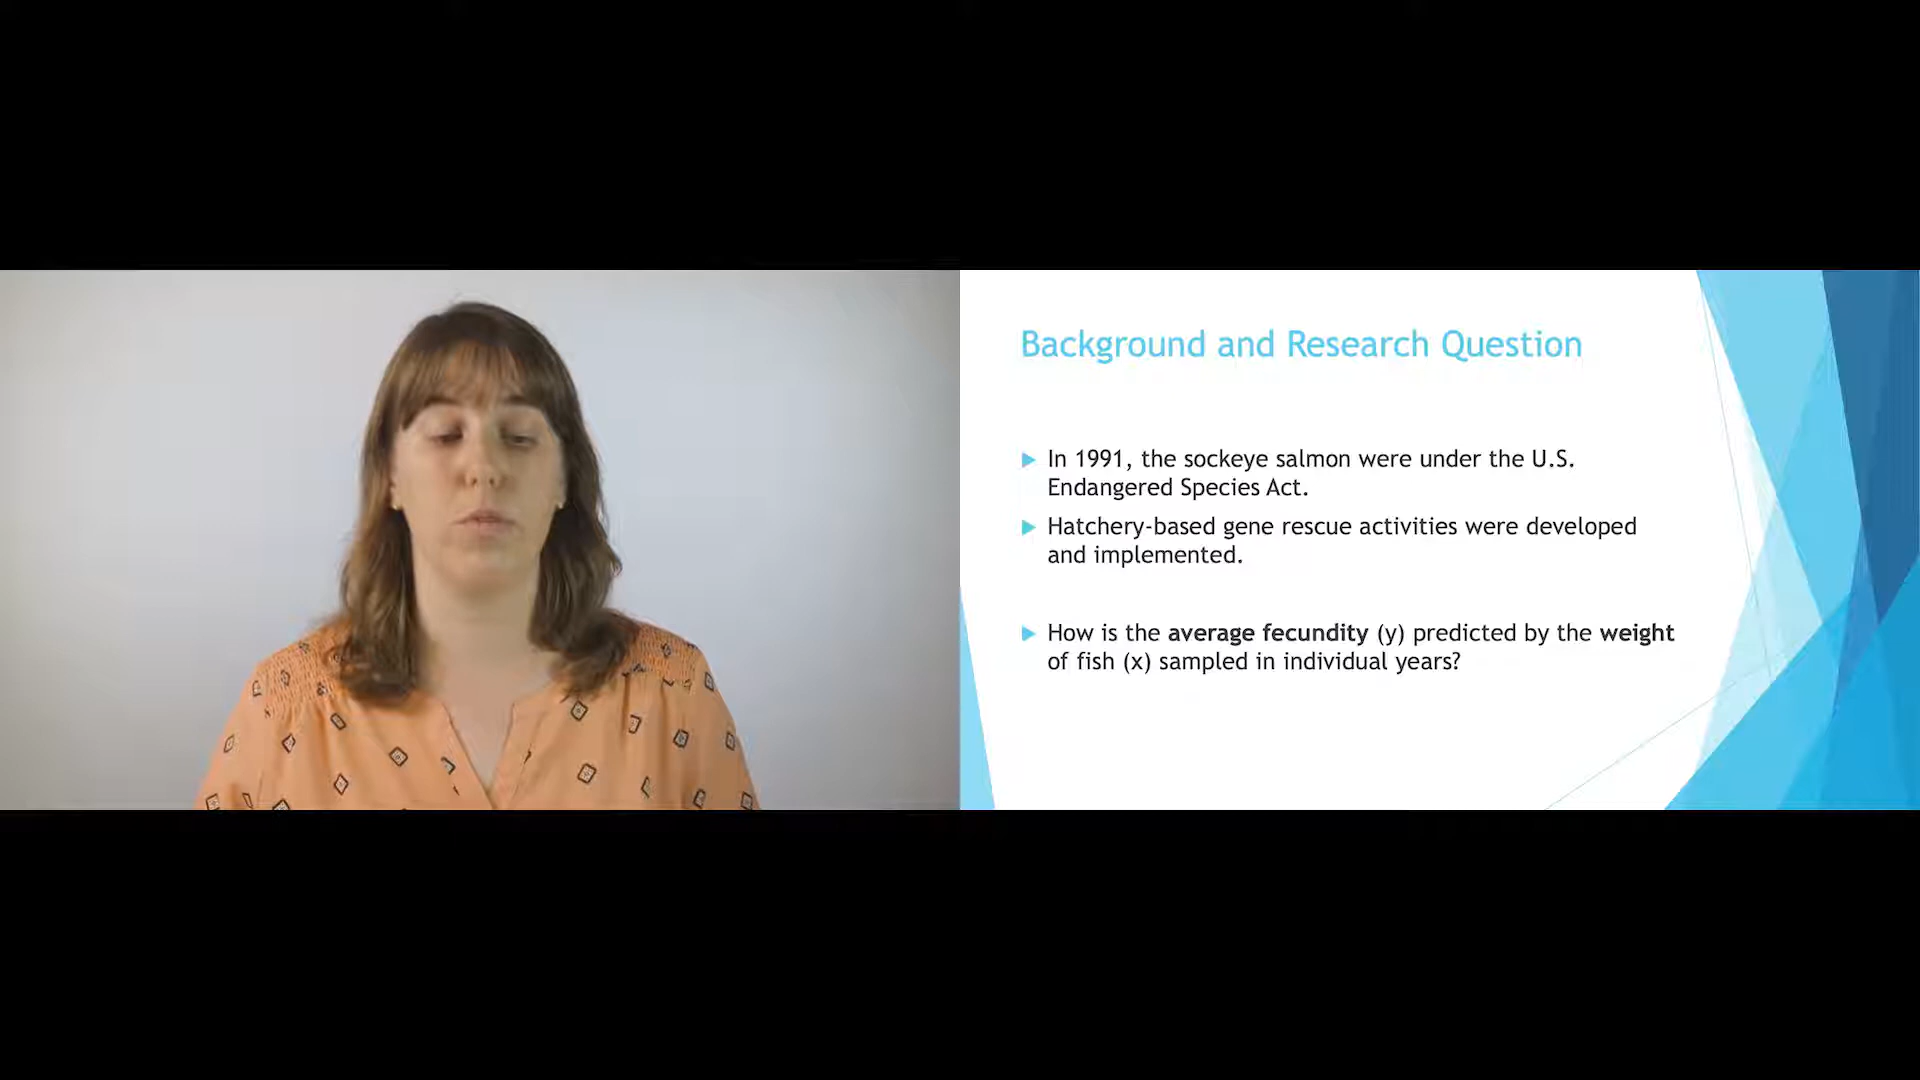 Background and Research Question
In 1991, the sockeye salmon were under the U.S.
Endangered Species Act.
Hatchery-based gene rescue activities were developed
and implemented.
How is the average fecundity (y) predicted by the weight
of fish (x) sampled in individual years?